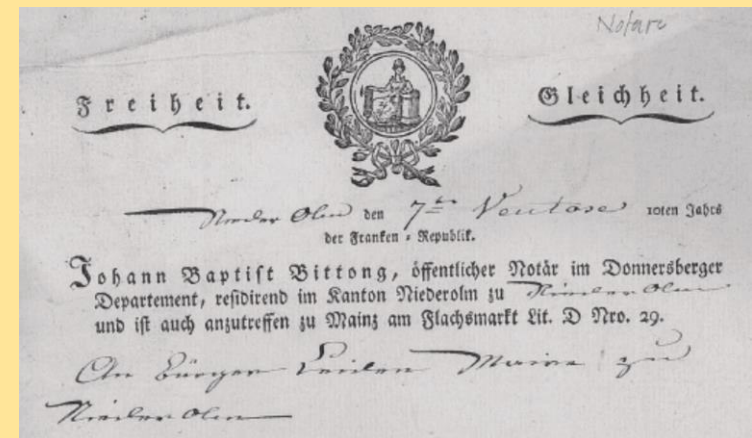 Notare
Freiheit. Gleichheit.
Nieder Olm den 7ten Ventose 10ten Jahrs
der Franken-Republik.
Johann Baptist Bittong, öffentlicher Notär im Donnersberger
Departement, residirend im Kanton Niederolm zu Nieder Olm
und ist auch anzutreffen zu Mainz am Flachsmarkt Lit. D Nro. 29.
An Bürger Maire zu
Nieder Olm